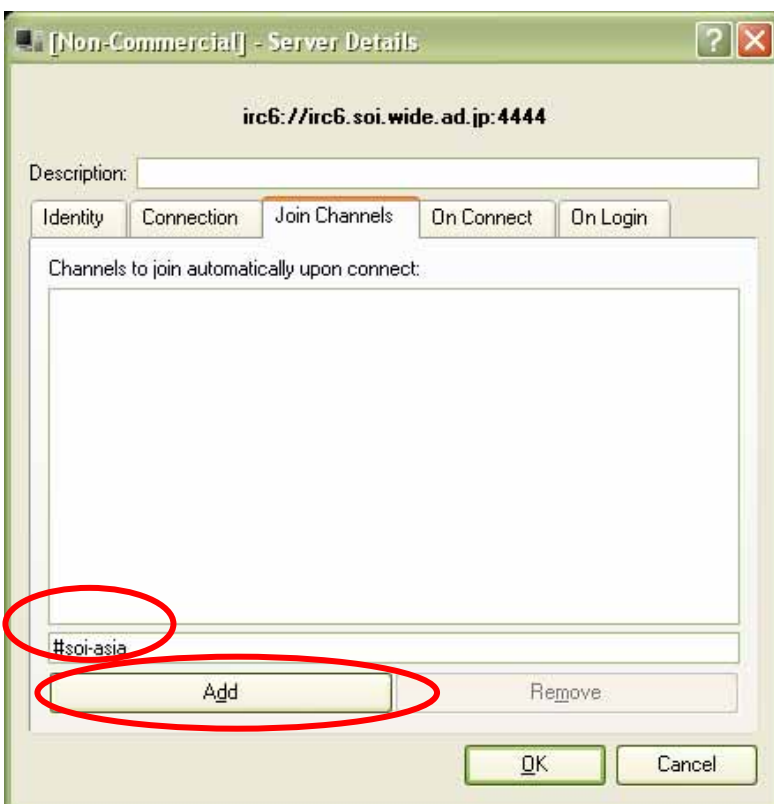 [Non-Commercial] - Server Details
irc6://irc6.soi.wide.ad.jp:4444
Description:
Identity Connection Join Channels On Connect On Login
Channels to join automatically upon connect:
#soi-asia
Add Remove
OK Cancel